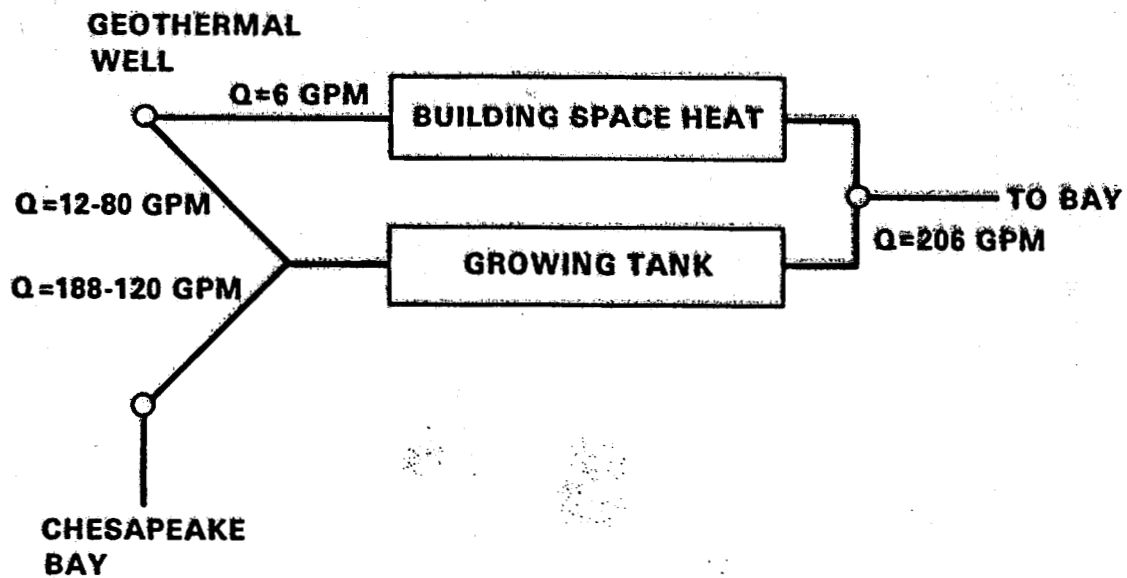 GEOTHERMAL
WELL
Q=6 GPM
BUILDING SPACE HEAT
Q=12-80 GPM
TO BAY
Q=206 GPM
GROWING TANK
Q=188-120 GPM
CHESAPEAKE
BAY